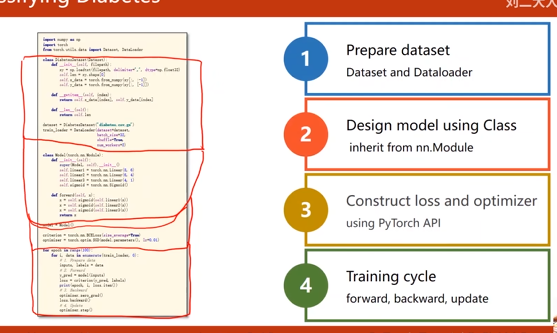 ssifying Diabetes
刘二大人
import numpy as np
import torch
from torch.utils.data import Dataset, DataLoader
class DiabetesDataset(Dataset):
def __init__(self, filepath):
xy = np.loadtxt(filepath, delimiter=',', dtype=np.float32)
self.len = xy.shape[0]
self.x_data = torch.from_numpy(xy[:, :-1])
self.y_data = torch.from_numpy(xy[:, [-1]])
def __getitem__(self, index):
return self.x_data[index], self.y_data[index]
def __len__(self):
return self.len
dataset = DiabetesDataset('diabetes.csv.gz')
train_loader = DataLoader(dataset=dataset,
batch_size=32,
shuffle=True,
num_workers=2)
class Model(torch.nn.Module):
def __init__(self):
super(Model, self).__init__()
self.linear1 = torch.nn.Linear(8, 6)
self.linear2 = torch.nn.Linear(6, 4)
self.linear3 = torch.nn.Linear(4, 1)
self.sigmoid = torch.nn.Sigmoid()
def forward(self, x):
x = self.sigmoid(self.linear1(x))
x = self.sigmoid(self.linear2(x))
x = self.sigmoid(self.linear3(x))
return x
model = Model()
criterion = torch.nn.BCELoss(size_average=True)
optimizer = torch.optim.SGD(model.parameters(), lr=0.01)
for epoch in range(100):
for i, data in enumerate(train_loader, 0):
# 1. Prepare data
inputs, labels = data
# 2. Forward
y_pred = model(inputs)
loss = criterion(y_pred, labels)
print(epoch, i, loss.item())
# 3. Backward
optimizer.zero_grad()
loss.backward()
# 4. Update
optimizer.step()
1
Prepare dataset
Dataset and Dataloader
2
Design model using Class
inherit from nn.Module
3
Construct loss and optimizer
using PyTorch API
4
Training cycle
forward, backward, update